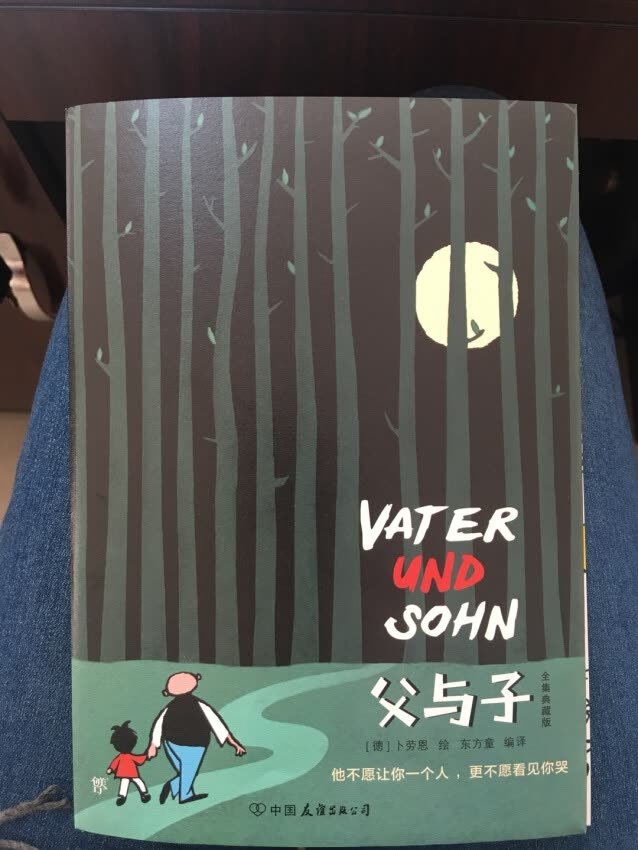 VATER
UND
SOHN
父与子
全集典藏版
[德] 卜劳恩 绘 东方童 编译
他不愿让你一个人，更不愿看见你哭
中国友谊出版公司